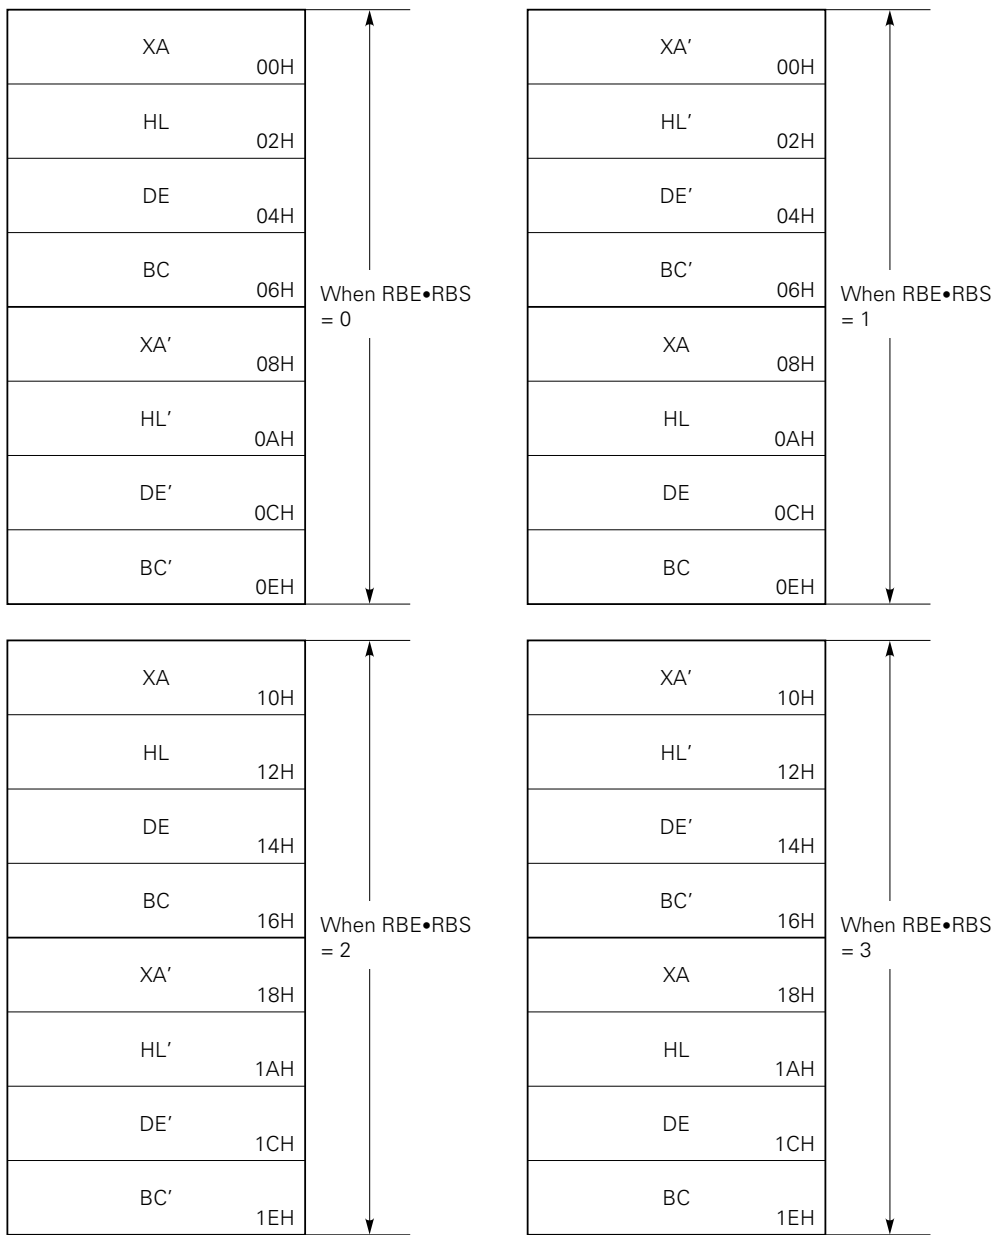 XA
00H
HL
02H
DE
04H
BC
06H
XA'
08H
HL'
0AH
DE'
0CH
BC'
0EH
When RBE•RBS
= 0
XA'
00H
HL'
02H
DE'
04H
BC'
06H
XA
08H
HL
0AH
DE
0CH
BC
0EH
When RBE•RBS
= 1
XA
10H
HL
12H
DE
14H
BC
16H
XA'
18H
HL'
1AH
DE'
1CH
BC'
1EH
When RBE•RBS
= 2
XA'
10H
HL'
12H
DE'
14H
BC'
16H
XA
18H
HL
1AH
DE
1CH
BC
1EH
When RBE•RBS
= 3